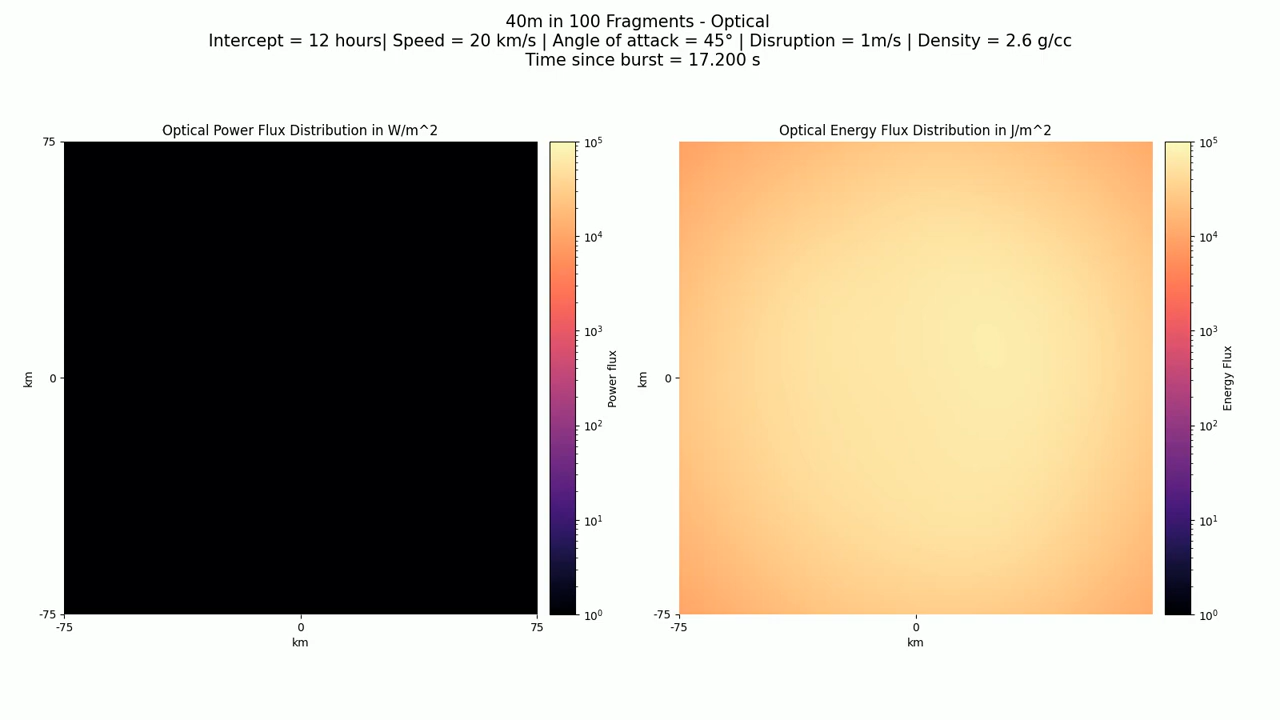 40m in 100 Fragments - Optical
Intercept = 12 hours| Speed = 20 km/s | Angle of attack = 45° | Disruption = 1m/s | Density = 2.6 g/cc
Time since burst = 17.200 s
Optical Power Flux Distribution in W/m^2
75
0
-75
km
-75
0
75
km
10^5
10^4
10^3
10^2
10^1
10^0
Power flux
Optical Energy Flux Distribution in J/m^2
0
-75
km
-75
0
km
10^5
10^4
10^3
10^2
10^1
10^0
Energy Flux